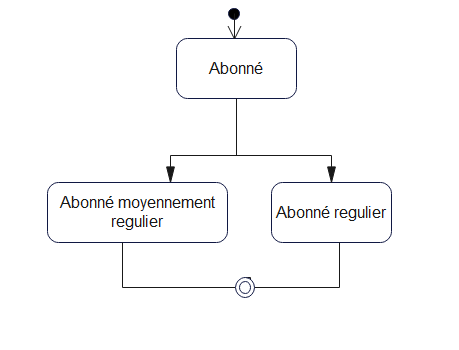 Abonné
Abonné moyennement
regulier
Abonné regulier